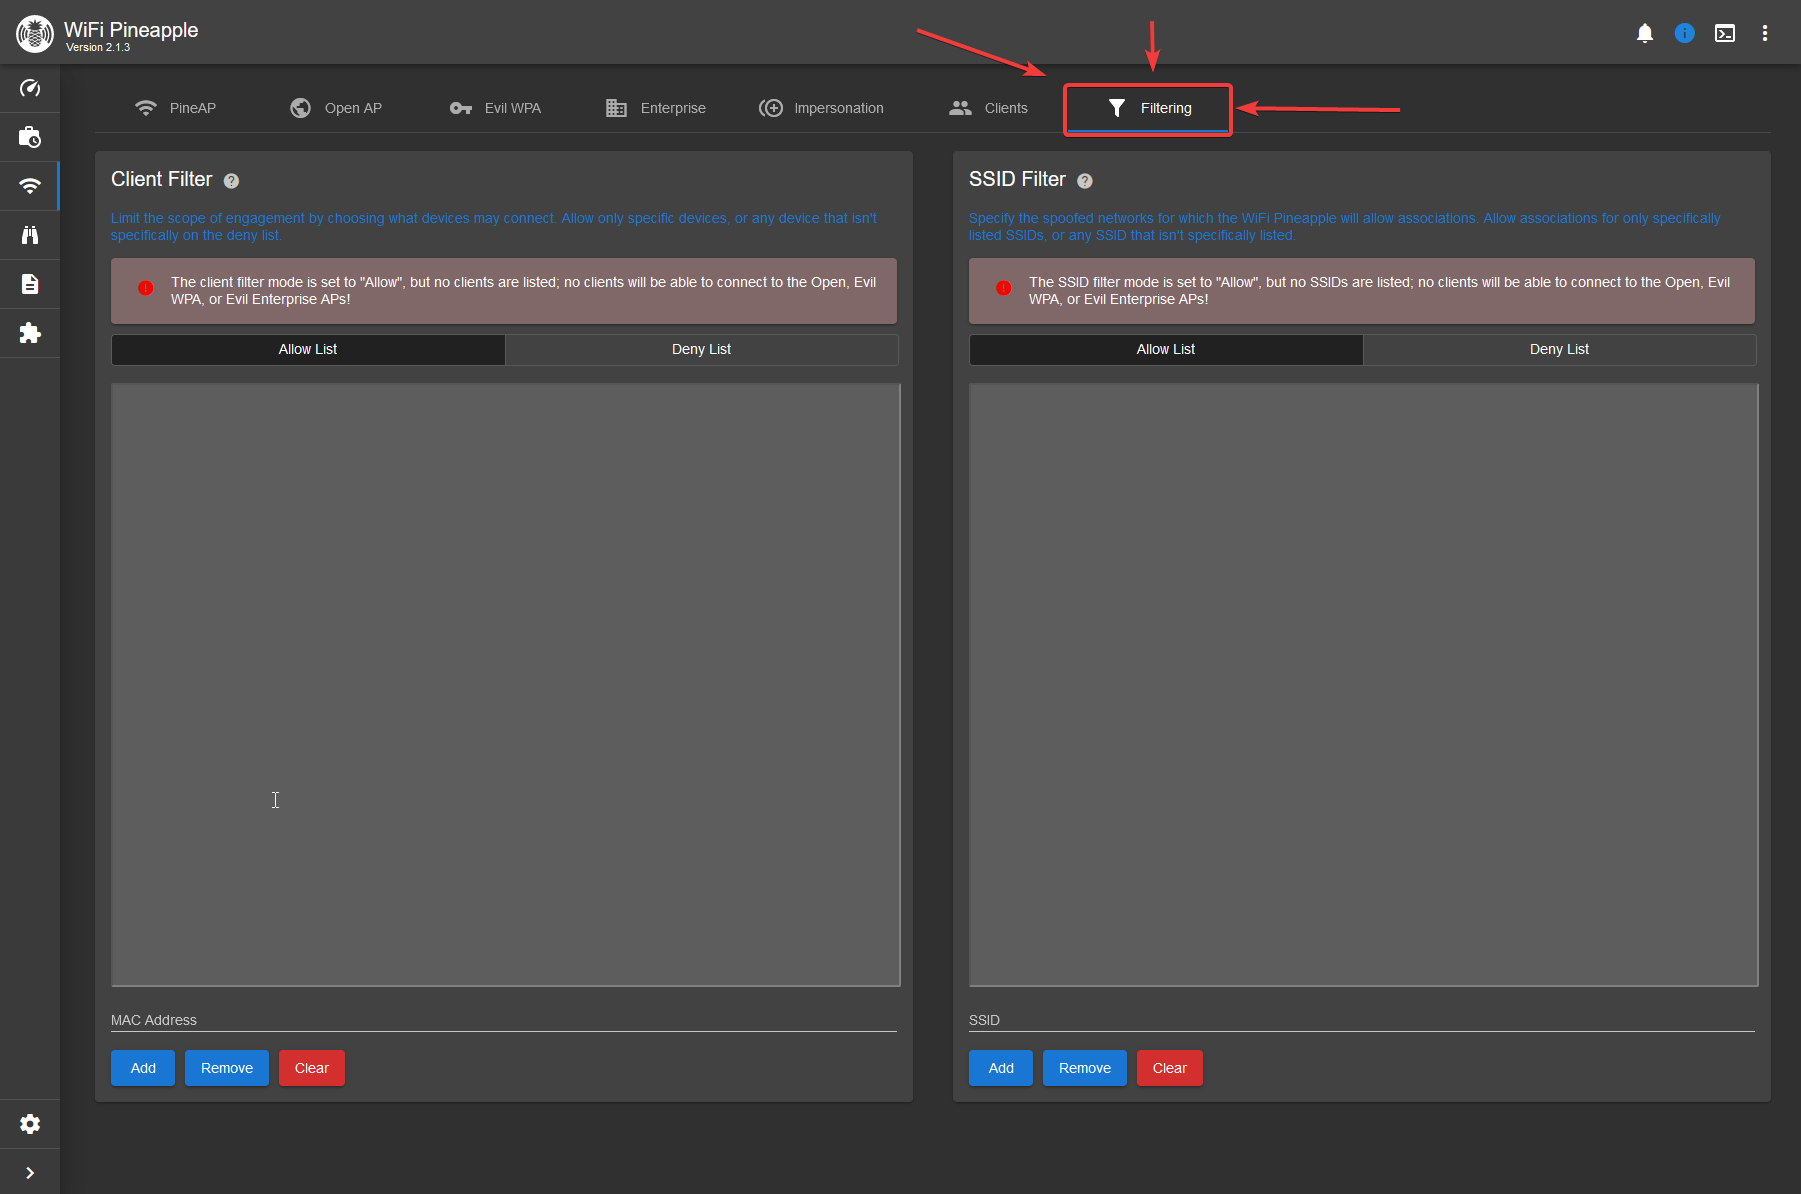 WiFi Pineapple
Version 2.1.3
PineAP
Open AP
Evil WPA
Enterprise
Impersonation
Clients
Filtering
Client Filter
Limit the scope of engagement by choosing what devices may connect. Allow only specific devices, or any device that isn't
specifically on the deny list.
The client filter mode is set to "Allow", but no clients are listed; no clients will be able to connect to the Open, Evil
WPA, or Evil Enterprise APs!
Allow List
Deny List
MAC Address
Add
Remove
Clear
SSID Filter
Specify the spoofed networks for which the WiFi Pineapple will allow associations. Allow associations for only specifically
listed SSIDs, or any SSID that isn't specifically listed.
The SSID filter mode is set to "Allow", but no SSIDs are listed; no clients will be able to connect to the Open, Evil
WPA, or Evil Enterprise APs!
Allow List
Deny List
SSID
Add
Remove
Clear